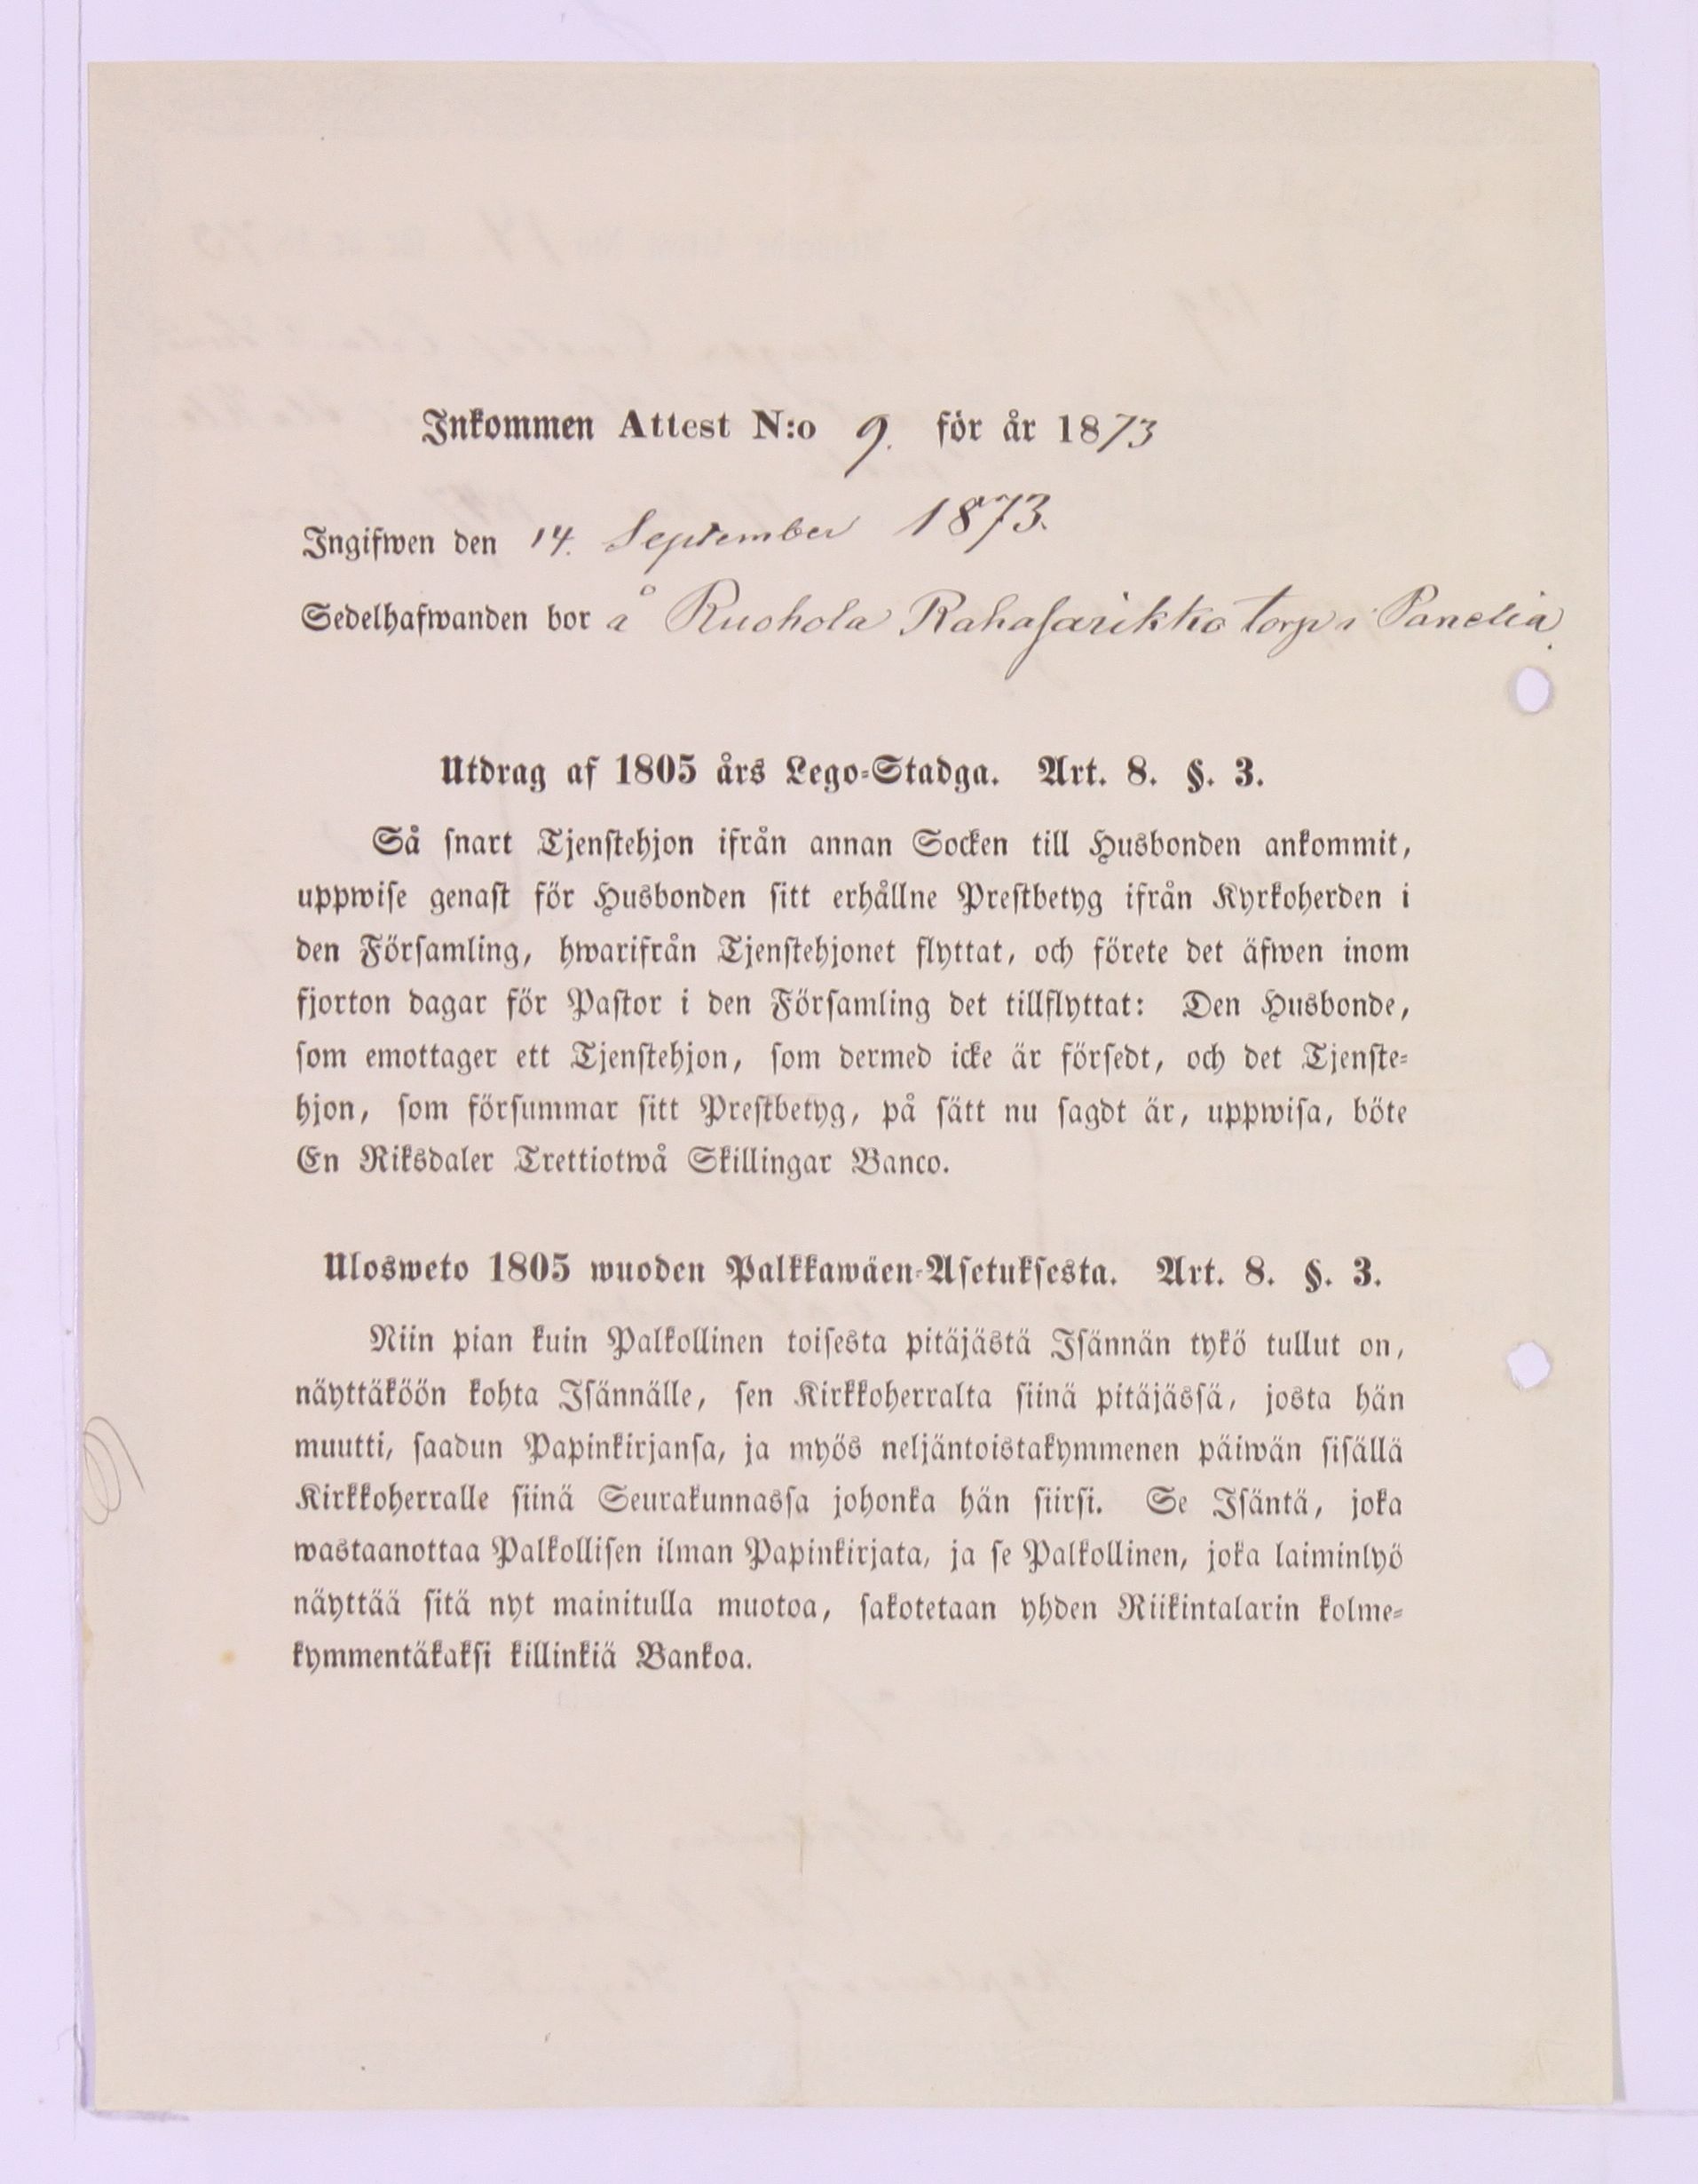 Inkommen Attest N:o 9. för år 1873
Ingifwen den 14. September 1873.
Sedelhafwanden bor å Ruohola Rahasarikko torp i Panelia.
Utdrag af 1805 års Lego-Stadga. Art. 8. §. 3.
Så snart Tjenstehjon ifrån annan Socken till Husbonden ankommit,
uppwise genast för Husbonden sitt erhållne Prestbetyg ifrån Kyrkoherden i
den Församling, hwarifrån Tjenstehjonet flyttat, och förete det äfwen inom
fjorton dagar för Pastor i den Församling det tillflyttat: Den Husbonde,
som emottager ett Tjenstehjon, som dermed icke är försedt, och det Tjenste-
hjon, som försummar sitt Prestbetyg, på sätt nu sagdt är, uppwisa, böte
En Riksdaler Trettiotwå Skillingar Banco.
Ulosweto 1805 wuoden Palkkawäen-Asetuksesta. Art. 8. §. 3.
Niin pian kuin Palkollinen toisesta pitäjästä Isännän tykö tullut on,
näyttäköön kohta Isännälle, sen Kirkkoherralta siinä pitäjässä, josta hän
muutti, saadun Papinkirjansa, ja myös neljäntoistakymmenen päiwän sisällä
Kirkkoherralle siinä Seurakunnassa johonka hän siirsi. Se Isäntä, joka
wastaanottaa Palkollisen ilman Papinkirjata, ja se Palkollinen, joka laiminlyö
näyttää sitä nyt mainitulla muotoa, sakotetaan yhden Riikintalarin kolme-
kymmentäkaksi killinkiä Bankoa.